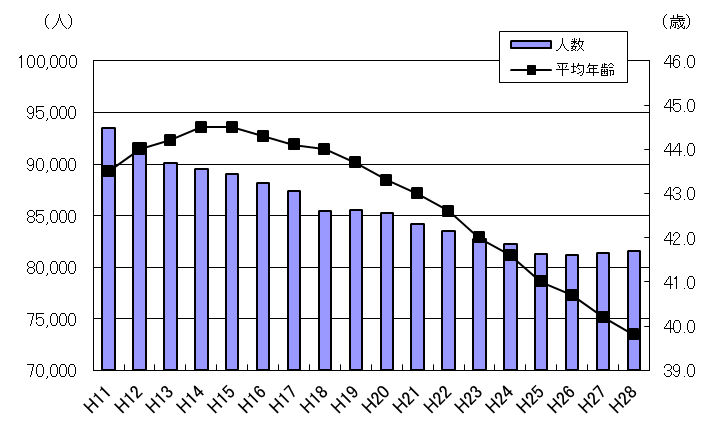 （人）
（歳）
人数
平均年齢
100,000
95,000
90,000
85,000
80,000
75,000
70,000
46.0
45.0
44.0
43.0
42.0
41.0
40.0
39.0
H11
H12
H13
H14
H15
H16
H17
H18
H19
H20
H21
H22
H23
H24
H25
H26
H27
H28